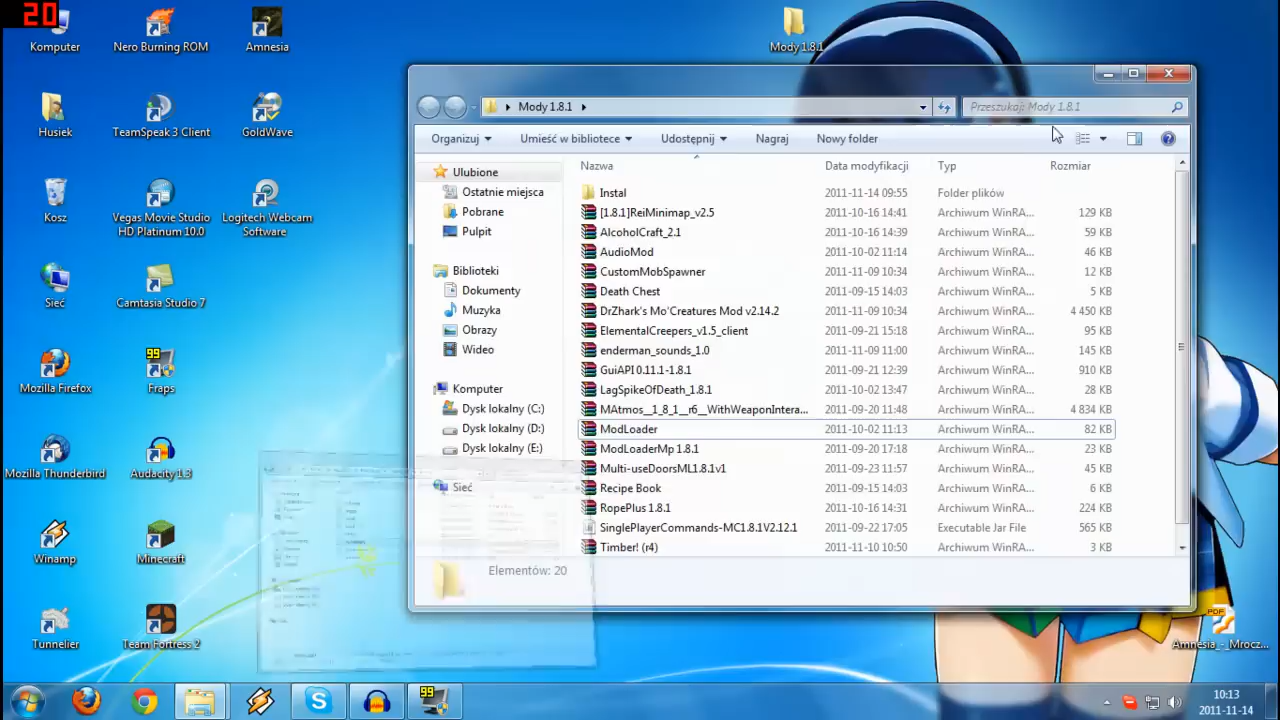 20
Komputer
Nero Burning ROM
Amnesia
Mody 1.8.1
Husiek
TeamSpeak 3 Client
GoldWave
Kosz
Vegas Movie Studio
HD Platinum 10.0
Logitech Webcam
Software
Sieć
Camtasia Studio 7
Mozilla Firefox
99
Fraps
Mozilla Thunderbird
Audacity 1.3
Winamp
Minecraft
Tunnelier
Team Fortress 2
Mody 1.8.1
Przeszukaj: Mody 1.8.1
Organizuj
Umieść w bibliotece
Udostępnij
Nagraj
Nowy folder
Ulubione
Ostatnie miejsca
Pobrane
Pulpit
Biblioteki
Dokumenty
Muzyka
Obrazy
Wideo
Komputer
Dysk lokalny (C:)
Dysk lokalny (D:)
Dysk lokalny (E:)
Sieć
Nazwa Data modyfikacji Typ Rozmiar
Instal 2011-11-14 09:55 Folder plików
[1.8.1]ReiMinimap_v2.5 2011-10-16 14:41 Archiwum WinRA... 129 KB
AlcoholCraft_2.1 2011-10-16 14:39 Archiwum WinRA... 59 KB
AudioMod 2011-10-02 11:14 Archiwum WinRA... 46 KB
CustomMobSpawner 2011-11-09 10:34 Archiwum WinRA... 12 KB
Death Chest 2011-09-15 14:03 Archiwum WinRA... 5 KB
DrZhark's Mo'Creatures Mod v2.14.2 2011-11-09 10:34 Archiwum WinRA... 4 450 KB
ElementalCreepers_v1.5_client 2011-09-21 15:18 Archiwum WinRA... 95 KB
enderman_sounds_1.0 2011-11-09 11:00 Archiwum WinRA... 145 KB
GuiAPI 0.11.1-1.8.1 2011-09-21 12:39 Archiwum WinRA... 910 KB
LagSpikeOfDeath_1.8.1 2011-10-02 13:47 Archiwum WinRA... 28 KB
MAtmos__1_8_1__r6__WithWeaponIntera... 2011-09-20 11:48 Archiwum WinRA... 4 834 KB
ModLoader 2011-10-02 11:13 Archiwum WinRA... 82 KB
ModLoaderMp 1.8.1 2011-09-20 17:18 Archiwum WinRA... 23 KB
Multi-useDoorsML1.8.1v1 2011-09-23 11:57 Archiwum WinRA... 45 KB
Recipe Book 2011-09-15 14:03 Archiwum WinRA... 6 KB
RopePlus 1.8.1 2011-10-16 14:31 Archiwum WinRA... 224 KB
SinglePlayerCommands-MC1.8.1V2.12.1 2011-09-22 17:05 Executable Jar File 565 KB
Timber! (r4) 2011-11-10 10:50 Archiwum WinRA... 3 KB
Elementów: 20
PDF
Amnesia_-_Mrocz...
99
10:13
2011-11-14